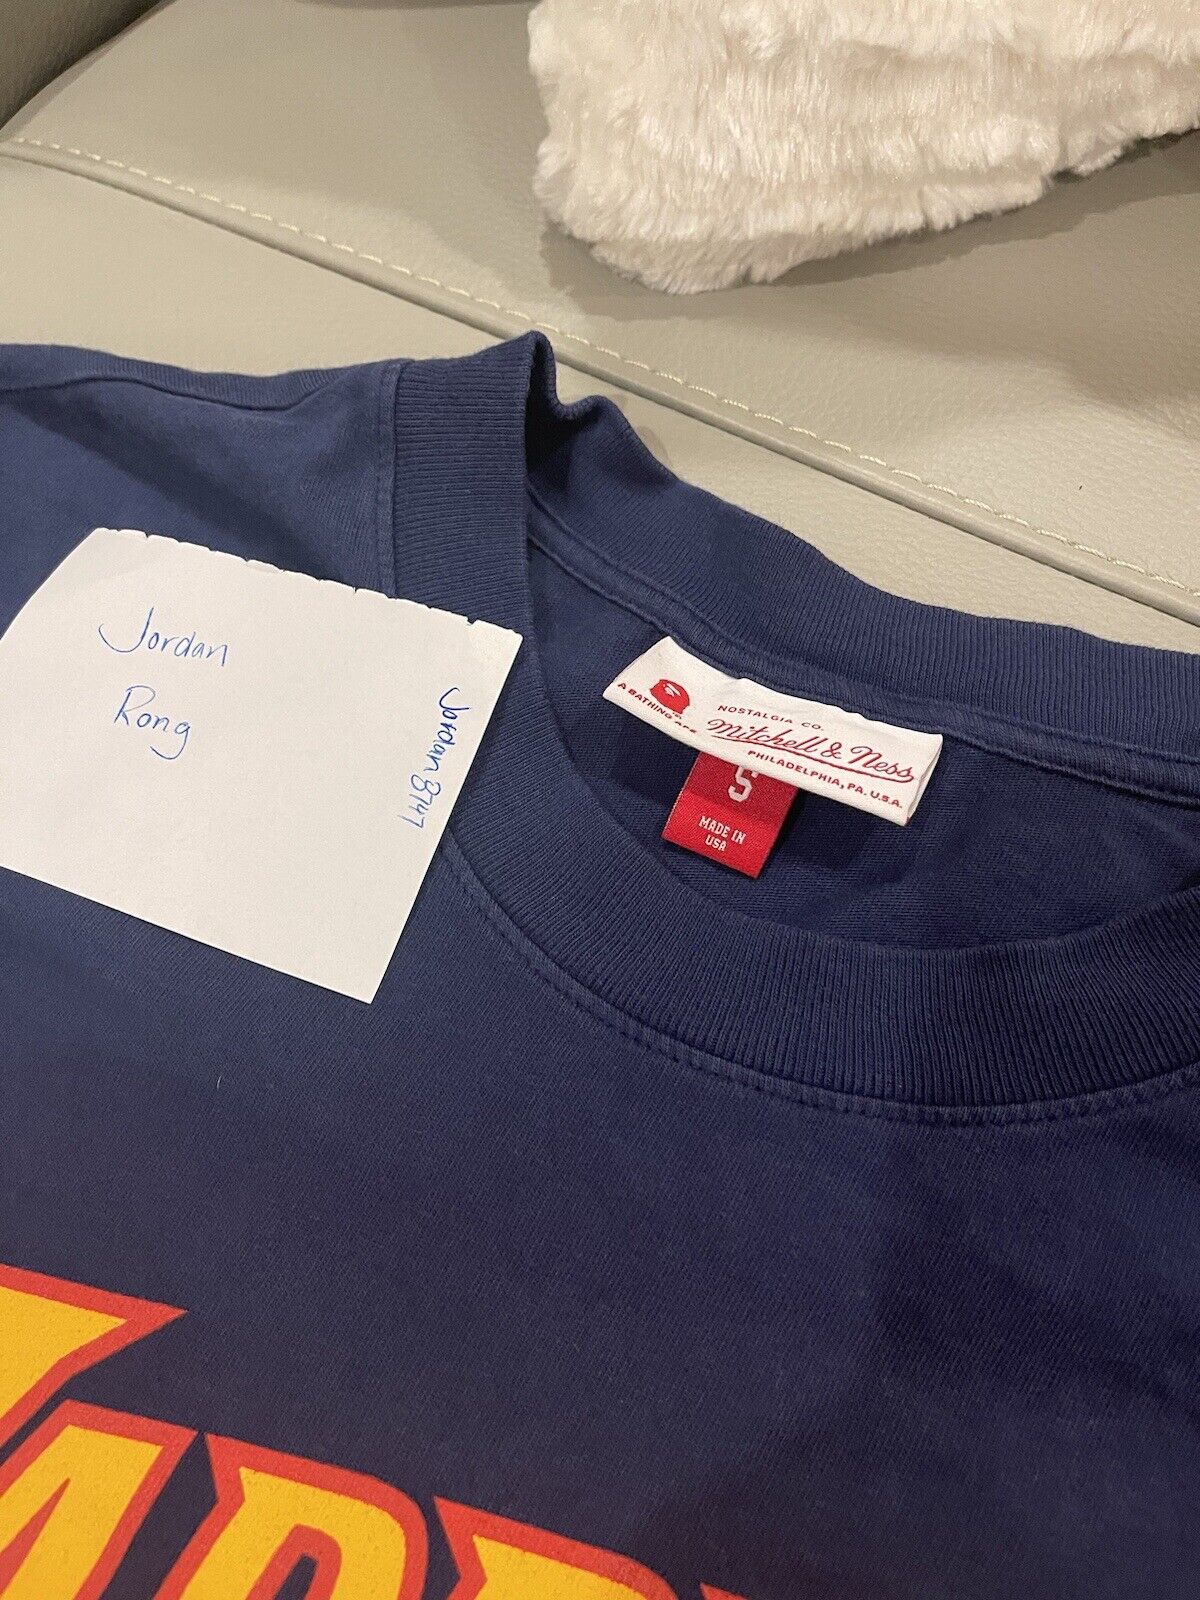 Jordan
Rong
Jordan8747
A BATHING APE
NOSTALGIA CO.
Mitchell & Ness
PHILADELPHIA, PA. U.S.A.
S
MADE IN
USA